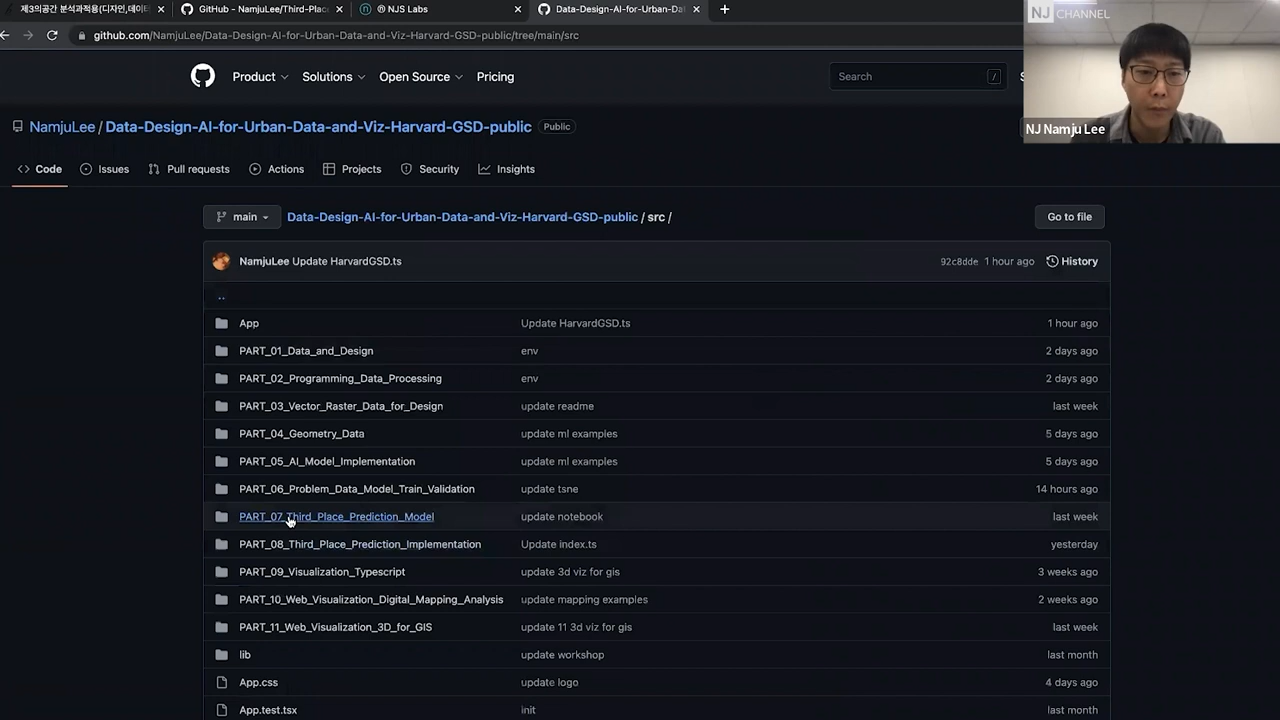 제3의공간 분석과적용(디자인,데이터
GitHub - NamjuLee/Third-Place
® NJS Labs
Data-Design-AI-for-Urban-Dat
github.com/NamjuLee/Data-Design-AI-for-Urban-Data-and-Viz-Harvard-GSD-public/tree/main/src
NJ CHANNEL
NJ Namju Lee
Product
Solutions
Open Source
Pricing
Search /
S
NamjuLee / Data-Design-AI-for-Urban-Data-and-Viz-Harvard-GSD-public Public
Code
Issues
Pull requests
Actions
Projects
Security
Insights
main Data-Design-AI-for-Urban-Data-and-Viz-Harvard-GSD-public / src / Go to file
NamjuLee Update HarvardGSD.ts 92c8dde 1 hour ago History
..
App Update HarvardGSD.ts 1 hour ago
PART_01_Data_and_Design env 2 days ago
PART_02_Programming_Data_Processing env 2 days ago
PART_03_Vector_Raster_Data_for_Design update readme last week
PART_04_Geometry_Data update ml examples 5 days ago
PART_05_AI_Model_Implementation update ml examples 5 days ago
PART_06_Problem_Data_Model_Train_Validation update tsne 14 hours ago
PART_07_Third_Place_Prediction_Model update notebook last week
PART_08_Third_Place_Prediction_Implementation Update index.ts yesterday
PART_09_Visualization_Typescript update 3d viz for gis 3 weeks ago
PART_10_Web_Visualization_Digital_Mapping_Analysis update mapping examples 2 weeks ago
PART_11_Web_Visualization_3D_for_GIS update 11 3d viz for gis last week
lib update workshop last month
App.css update logo 4 days ago
App.test.tsx init last month